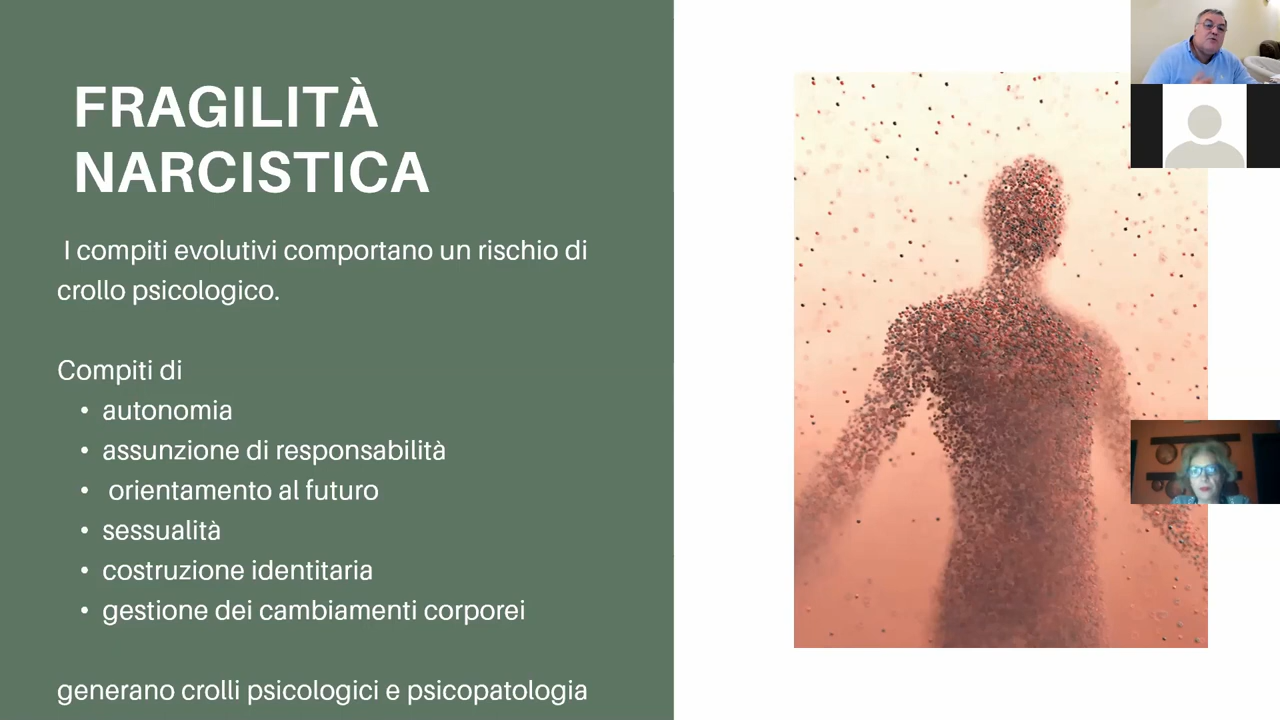 FRAGILITÀ
NARCISTICA
I compiti evolutivi comportano un rischio di
crollo psicologico.
Compiti di
• autonomia
• assunzione di responsabilità
• orientamento al futuro
• sessualità
• costruzione identitaria
• gestione dei cambiamenti corporei
generano crolli psicologici e psicopatologia